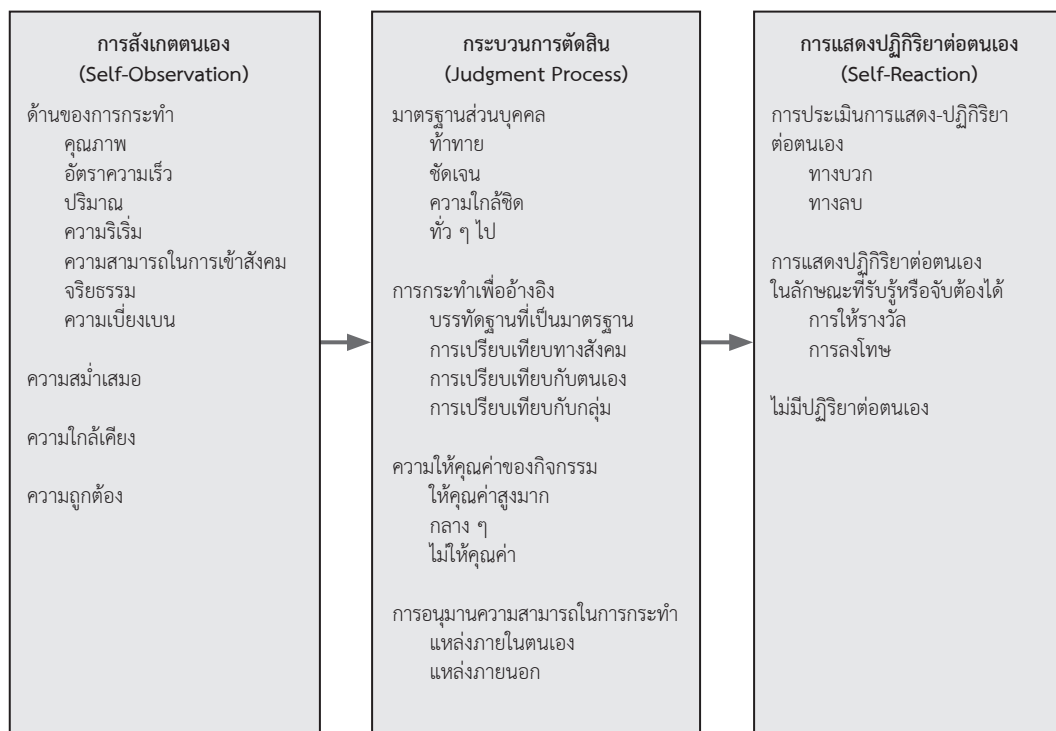 การสังเกตตนเอง
(Self-Observation)
ด้านของการกระทำ
คุณภาพ
อัตราความเร็ว
ปริมาณ
ความริเริ่ม
ความสามารถในการเข้าสังคม
จริยธรรม
ความเบี่ยงเบน
ความสม่ำเสมอ
ความใกล้เคียง
ความถูกต้อง
กระบวนการตัดสิน
(Judgment Process)
มาตรฐานส่วนบุคคล
ท้าทาย
ชัดเจน
ความใกล้ชิด
ทั่ว ๆ ไป
การกระทำเพื่ออ้างอิง
บรรทัดฐานที่เป็นมาตรฐาน
การเปรียบเทียบทางสังคม
การเปรียบเทียบกับตนเอง
การเปรียบเทียบกับกลุ่ม
ความให้คุณค่าของกิจกรรม
ให้คุณค่าสูงมาก
กลาง ๆ
ไม่ให้คุณค่า
การอนุมานความสามารถในการกระทำ
แหล่งภายในตนเอง
แหล่งภายนอก
การแสดงปฏิกิริยาต่อตนเอง
(Self-Reaction)
การประเมินการแสดง-ปฏิกิริยา
ต่อตนเอง
ทางบวก
ทางลบ
การแสดงปฏิกิริยาต่อตนเอง
ในลักษณะที่รับรู้หรือจับต้องได้
การให้รางวัล
การลงโทษ
ไม่มีปฏิริยาต่อตนเอง